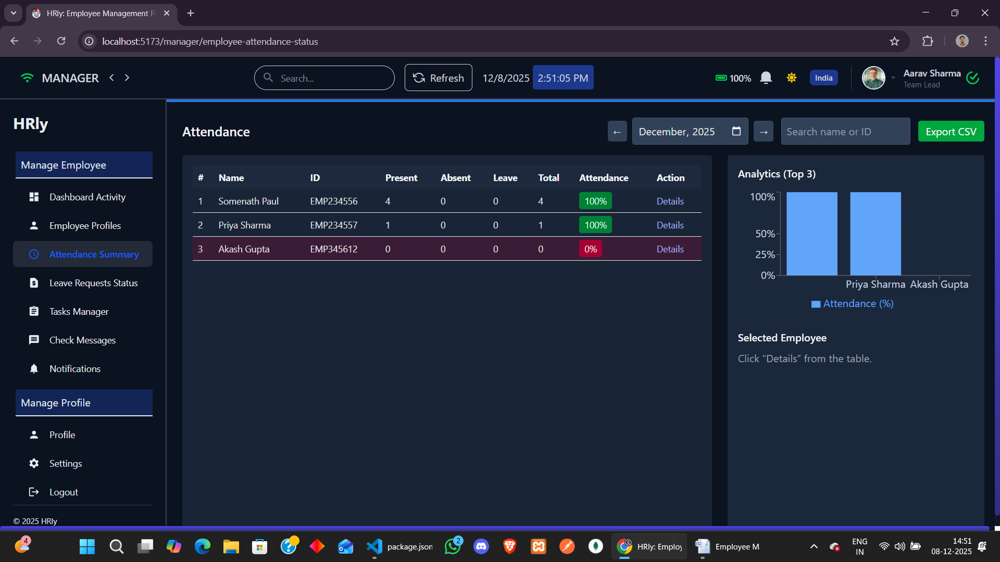 HRly: Employee Management P
localhost:5173/manager/employee-attendance-status
MANAGER
Search...
Refresh
12/8/2025
2:51:05 PM
100%
India
Aarav Sharma
Team Lead
HRly
Manage Employee
Dashboard Activity
Employee Profiles
Attendance Summary
Leave Requests Status
Tasks Manager
Check Messages
Notifications
Manage Profile
Profile
Settings
Logout
© 2025 HRly
Attendance
←
December, 2025
→
Search name or ID
Export CSV
# Name ID Present Absent Leave Total Attendance Action
1 Somenath Paul EMP234556 4 0 0 4 100% Details
2 Priya Sharma EMP234557 1 0 0 1 100% Details
3 Akash Gupta EMP345612 0 0 0 0 0% Details
Analytics (Top 3)
100%
50%
25%
0%
Priya Sharma Akash Gupta
Attendance (%)
Selected Employee
Click “Details” from the table.
4
package.json
2
HRly: Employ
Employee M
ENG
IN
14:51
08-12-2025